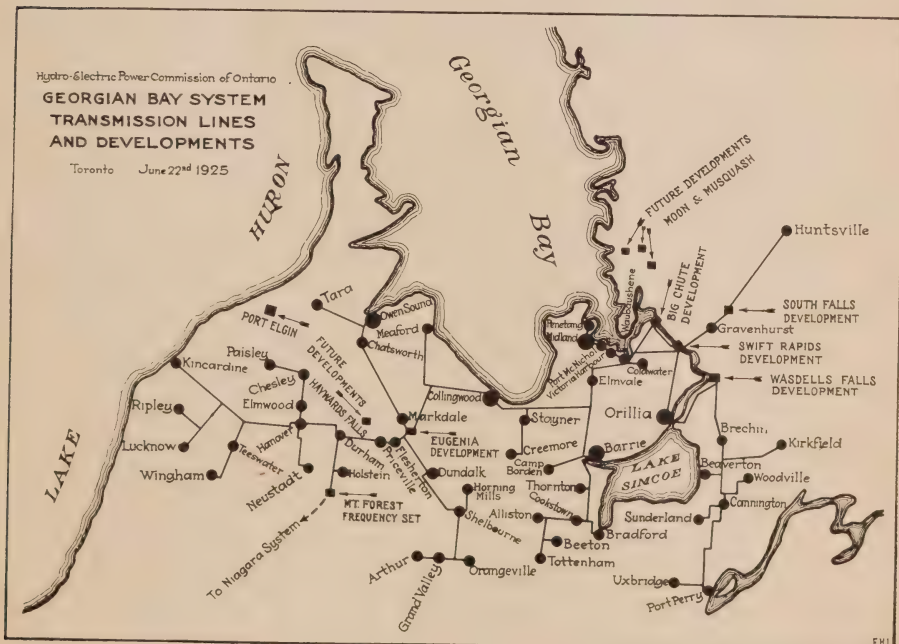 Hydro-Electric Power Commission of Ontario
GEORGIAN BAY SYSTEM
TRANSMISSION LINES
AND DEVELOPMENTS
Toronto June 22nd 1925
LAKE
HURON
Georgian
Bay
FUTURE DEVELOPMENTS
MOON & MUSQUASH
Huntsville
BIG CHUTE
DEVELOPMENT
SOUTH FALLS
DEVELOPMENT
Gravenhurst
SWIFT RAPIDS
DEVELOPMENT
WASDELLS FALLS
DEVELOPMENT
Waubaushene
Penetang
Midland
Port McNicholl
Victoria Harbour
Coldwater
Tara
PORT ELGIN
Owen Sound
Meaford
Chatsworth
FUTURE
DEVELOPMENTS
HAYWARDS FALLS
Kincardine
Paisley
Chesley
Elmwood
Ripley
Hanover
Lucknow
Teeswater
Wingham
Neustadt
Durham
Holstein
Priceville
Flesherton
Markdale
EUGENIA
DEVELOPMENT
Collingwood
Elmvale
Stayner
Creemore
Camp
Borden
Orillia
Barrie
LAKE
SIMCOE
Brechin
Kirkfield
Beaverton
Woodville
Cannington
Sunderland
Dundalk
Horning
Mills
Thornton
Cookstown
Alliston
Bradford
Beeton
Tottenham
Shelbourne
MT. FOREST
FREQUENCY SET
To Niagara System
Arthur
Grand Valley
Orangeville
Uxbridge
Port Perry